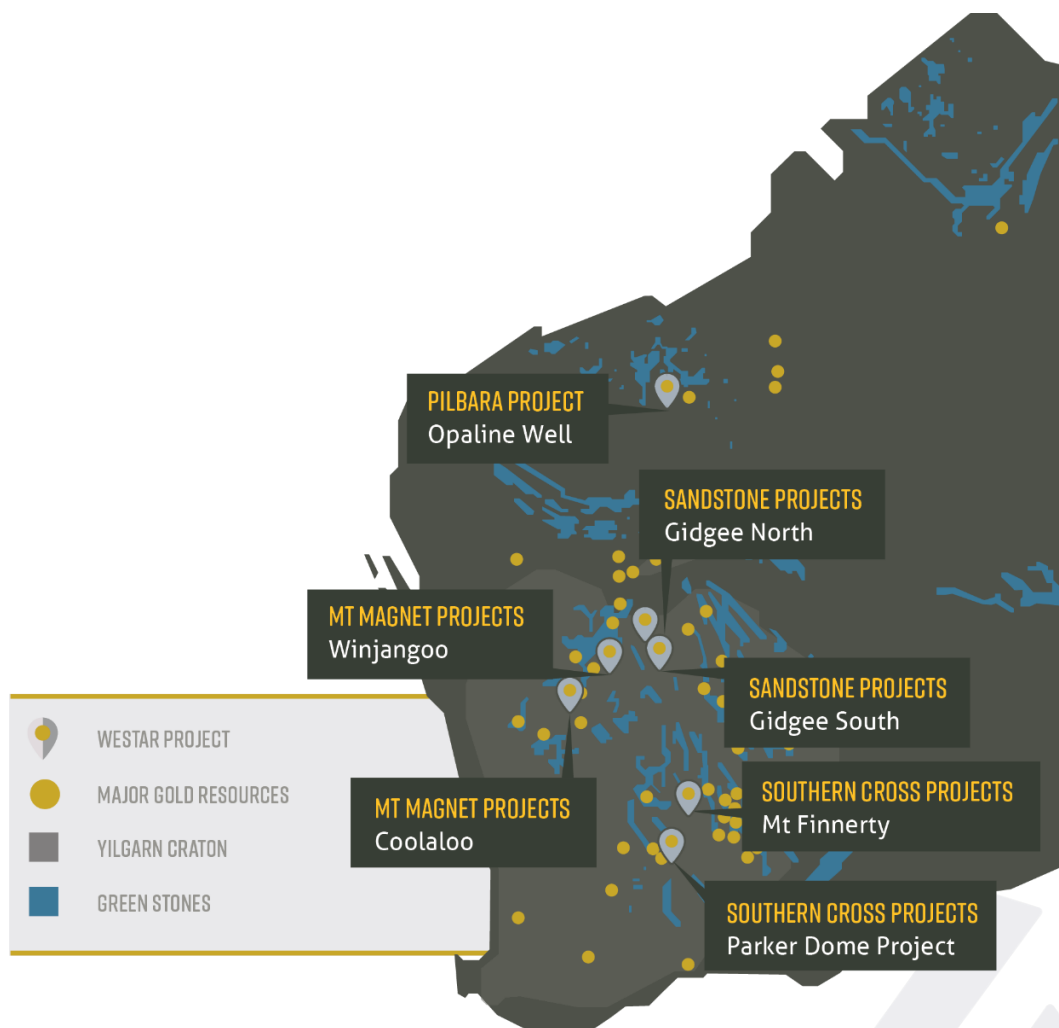 PILBARA PROJECT
Opaline Well
SANDSTONE PROJECTS
Gidgee North
MT MAGNET PROJECTS
Winjangoo
SANDSTONE PROJECTS
Gidgee South
WESTAR PROJECT
MAJOR GOLD RESOURCES
YILGARN CRATON
GREEN STONES
MT MAGNET PROJECTS
Coolaloo
SOUTHERN CROSS PROJECTS
Mt Finnerty
SOUTHERN CROSS PROJECTS
Parker Dome Project